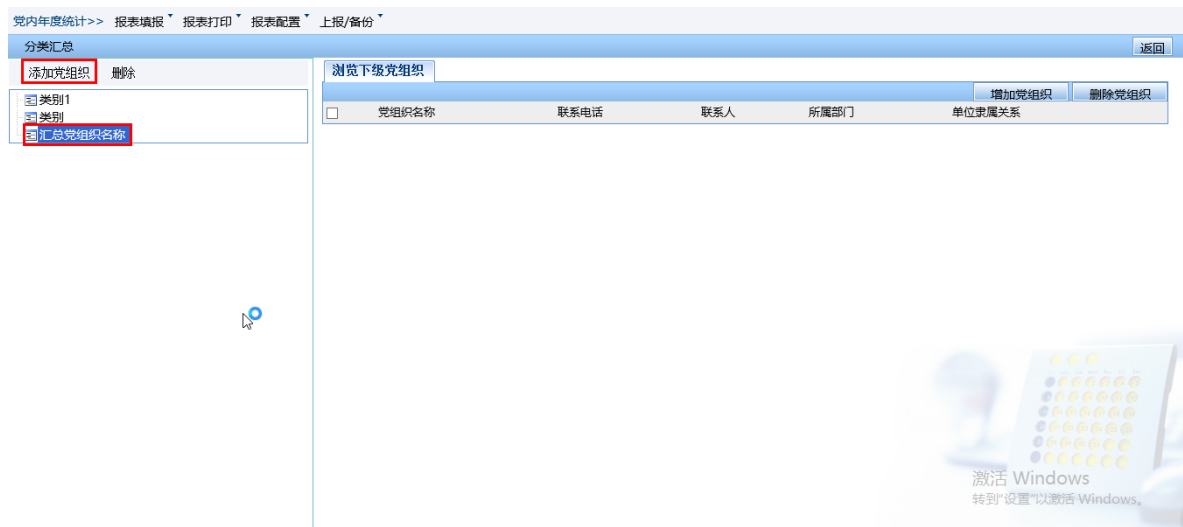 党内年度统计>> 报表填报 报表打印 报表配置 上报/备份
分类汇总 返回
添加党组织 删除 浏览下级党组织
增加党组织 删除党组织
类别1
类别
汇总党组织名称
党组织名称 联系电话 联系人 所属部门 单位隶属关系
激活 Windows
转到"设置"以激活 Windows。